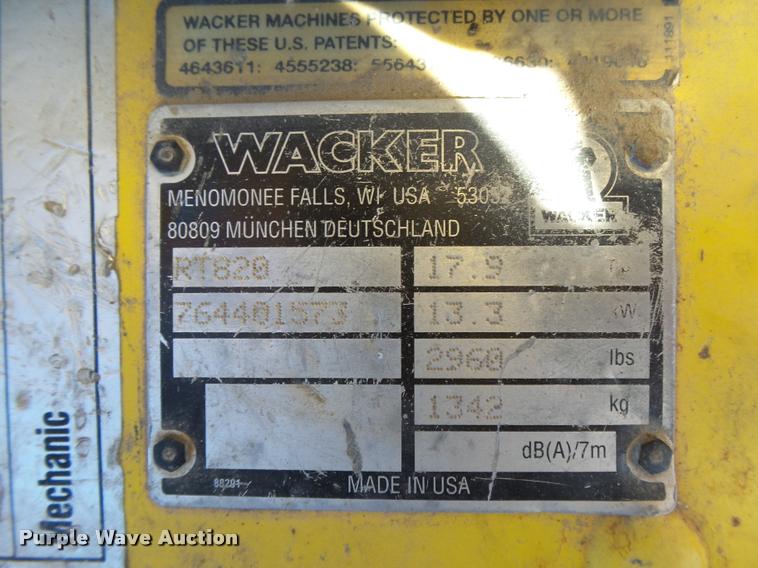 WACKER MACHINES PROTECTED BY ONE OR MORE
OF THESE U.S. PATENTS:
4643611: 4555238:
111891
WACKER
MENOMONEE FALLS, WI USA
WACKER
80809 MÜNCHEN DEUTSCHLAND
RT820 17.9
764401573 13.3 kW
2960 lbs
1342 kg
dB(A)/7m
88291 MADE IN USA
Mechanic
Purple Wave Auction